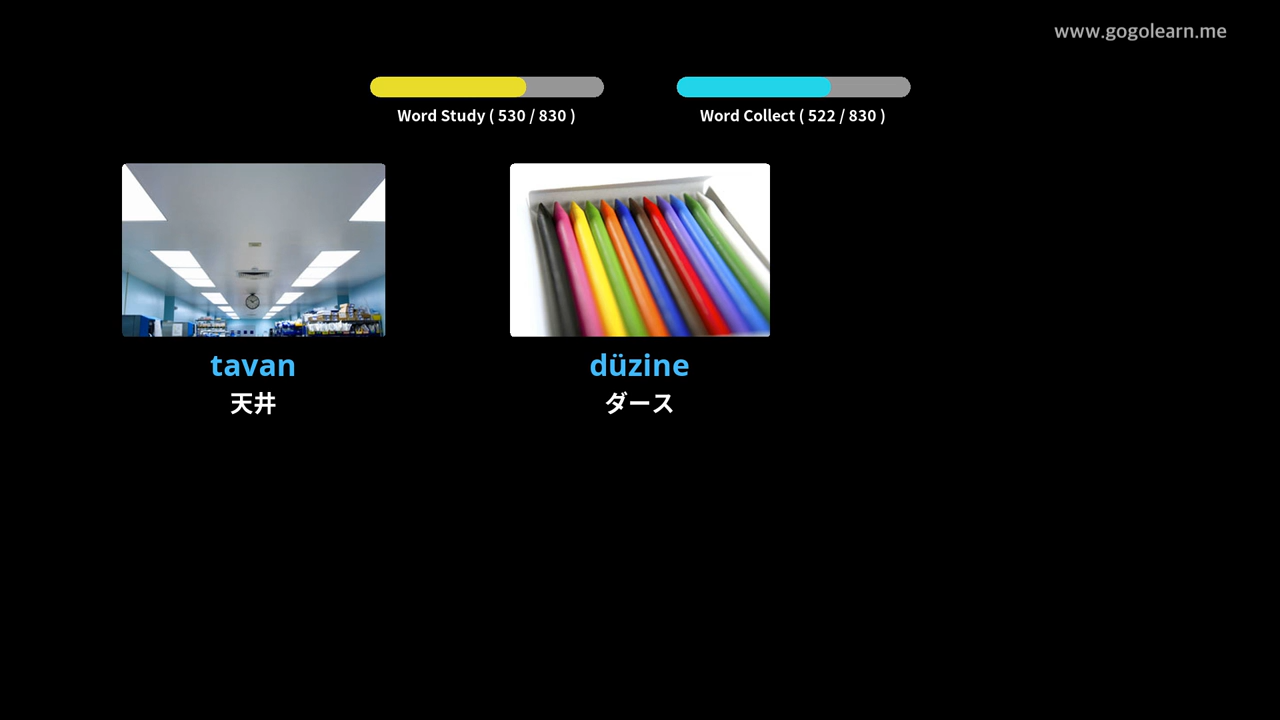 www.gogolearn.me
Word Study ( 530 / 830 )
Word Collect ( 522 / 830 )
tavan
天井
düzine
ダース